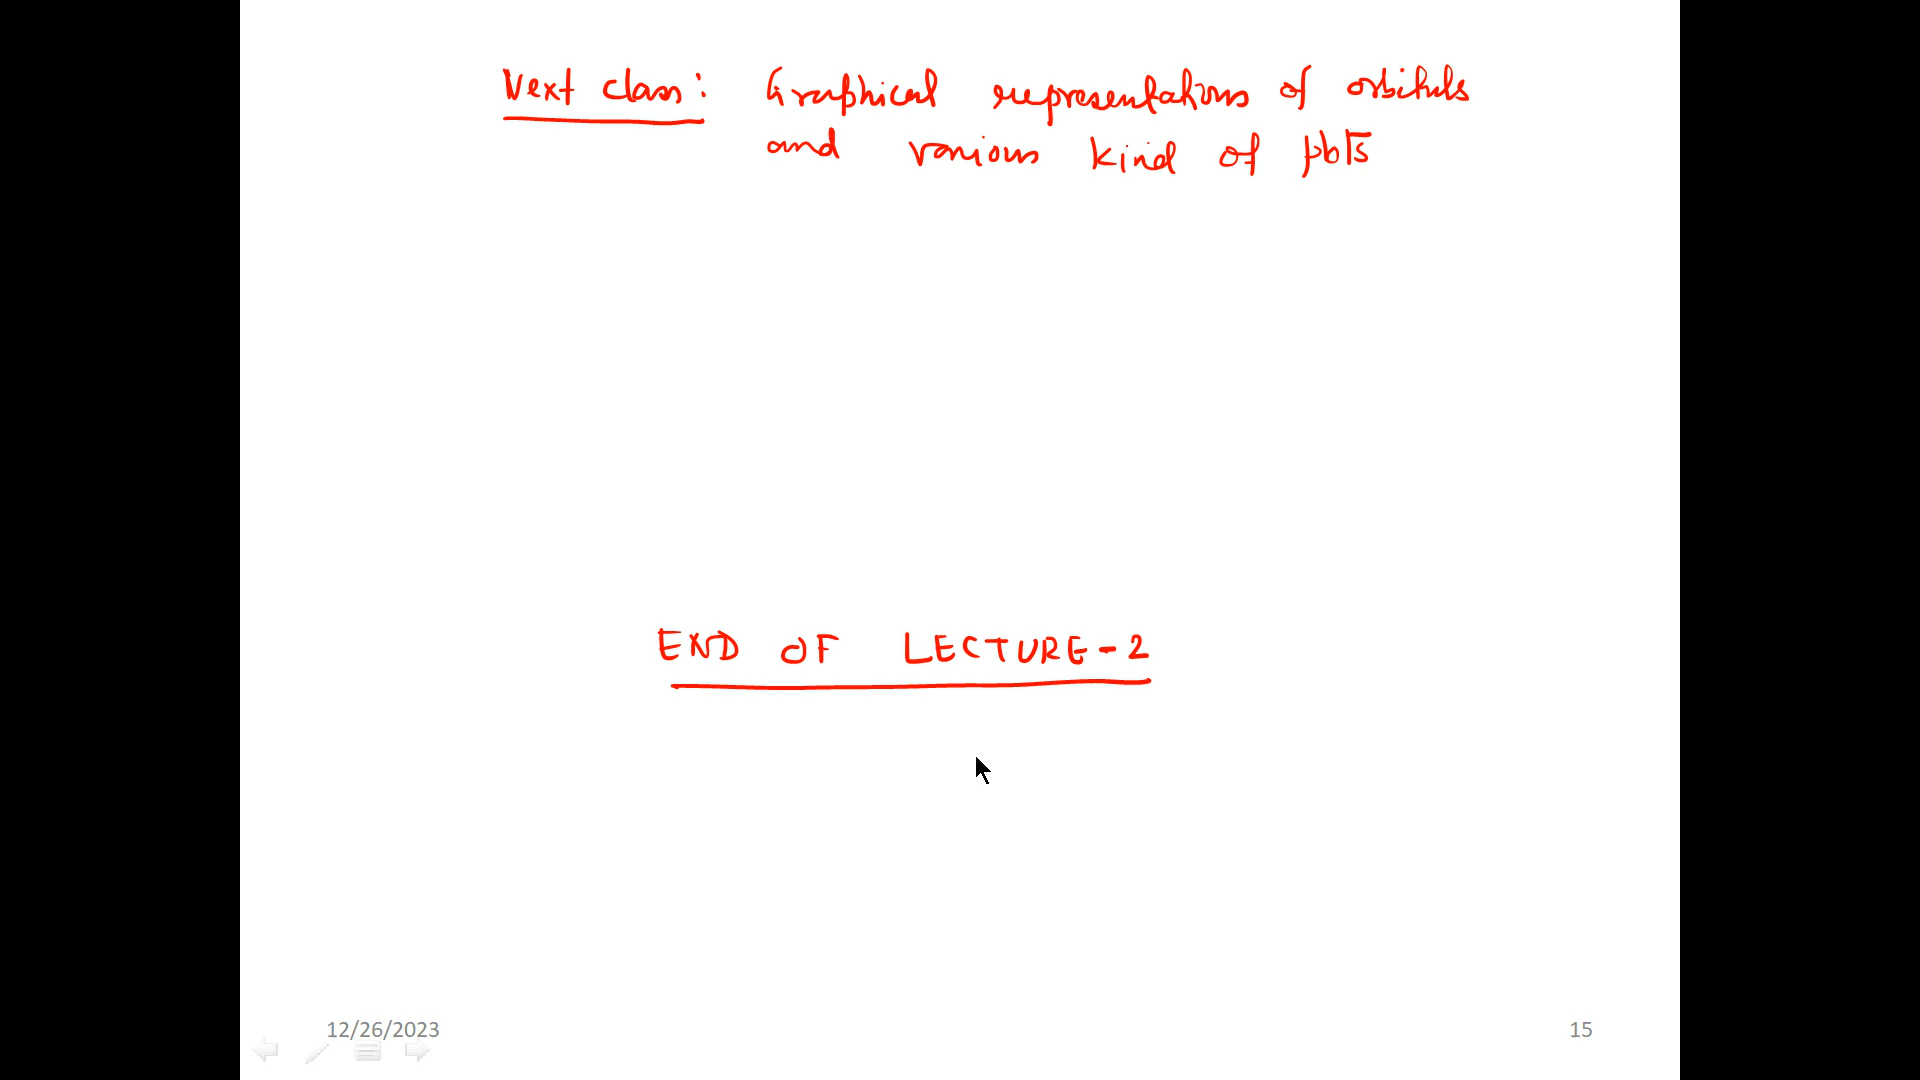 Next class: Graphical representations of orbitals
and various kind of plots
END OF LECTURE-2
12/26/2023
15